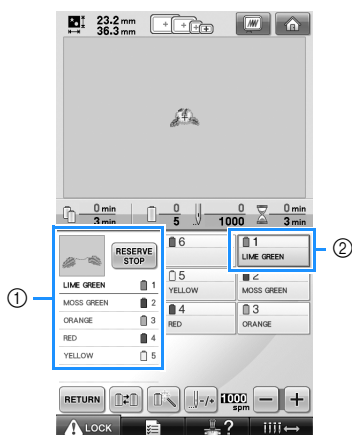 23.2 mm
36.3 mm
0 min
3 min
0
5
0
1000
0 min
3 min
RESERVE STOP
LIME GREEN 1
MOSS GREEN 2
ORANGE 3
RED 4
YELLOW 5
6
1
LIME GREEN
5
YELLOW
2
MOSS GREEN
4
RED
3
ORANGE
①
②
RETURN
-/+
1000 spm
−
+
LOCK
?